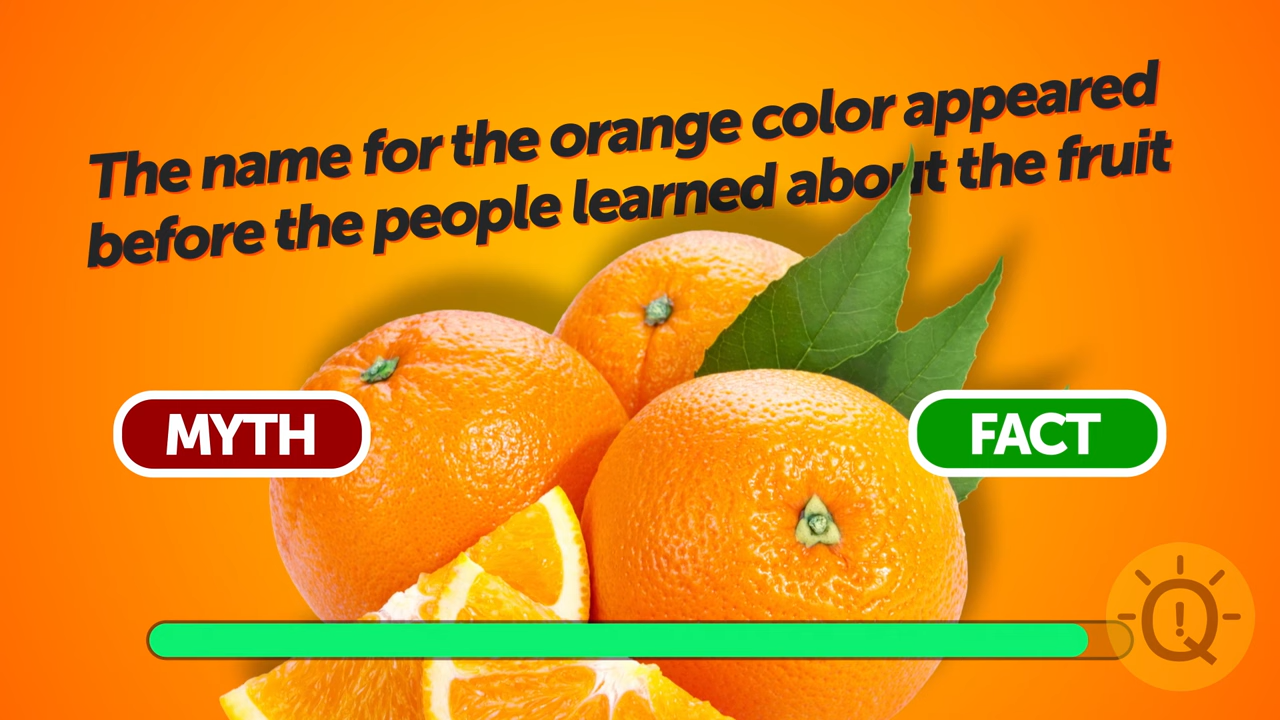 The name for the orange color appeared
before the people learned about the fruit
MYTH
FACT
Q!